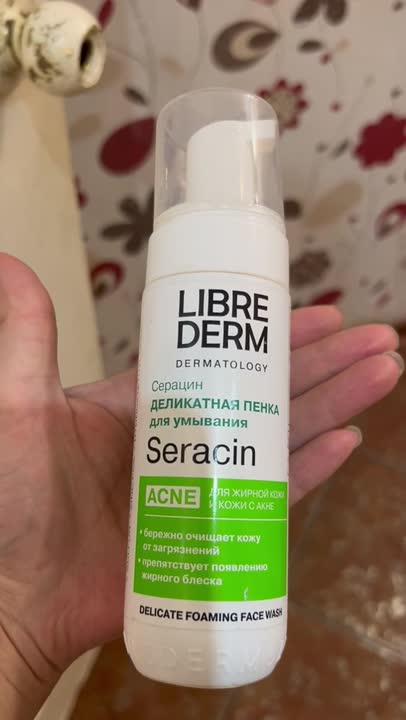 LIBRE
DERM
DERMATOLOGY
Серацин
ДЕЛИКАТНАЯ ПЕНКА
для умывания
Seracin
ACNE ДЛЯ ЖИРНОЙ КОЖИ
И КОЖИ С АКНЕ
• бережно очищает кожу
от загрязнений
• препятствует появлению
жирного блеска
DELICATE FOAMING FACE WASH